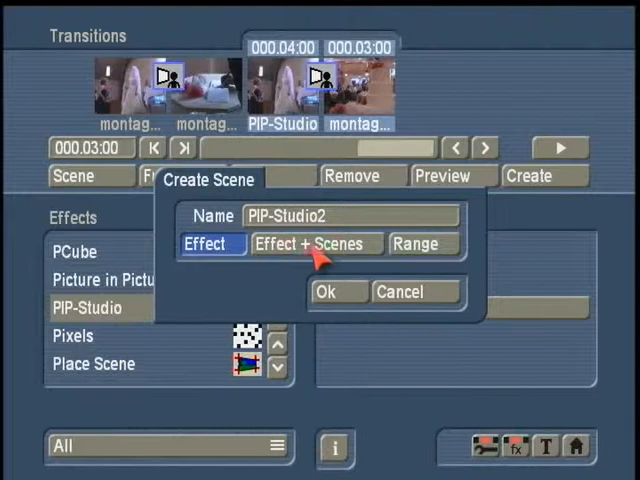 Transitions
000.04:00 000.03:00
montag... montag... PIP-Studio montag...
000.03:00
Scene Remove Preview Create
Create Scene
Name PIP-Studio2
Effect Effect + Scenes Range
Ok Cancel
Effects
PCube
Picture in Pictu
PIP-Studio
Pixels
Place Scene
All i fx T